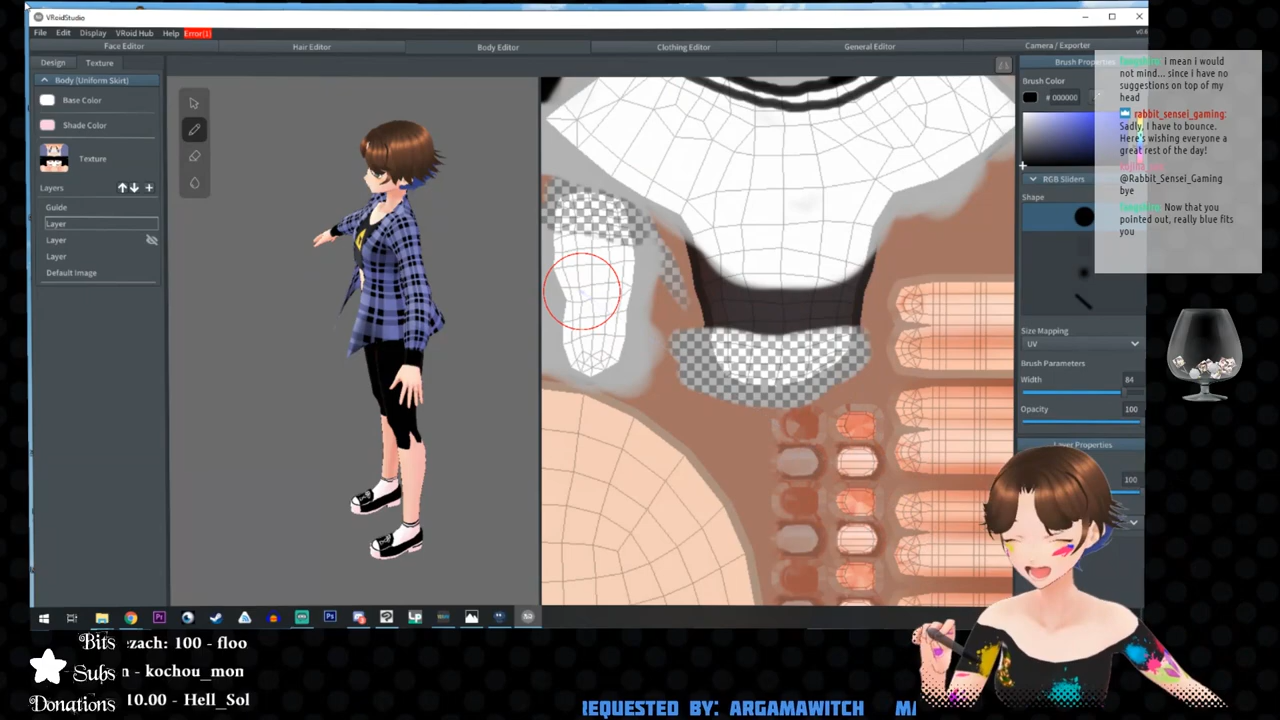 VRoidStudio
File Edit Display VRoid Hub Help Error(1)
Face Editor Hair Editor Body Editor Clothing Editor General Editor Camera / Exporter
Design Texture
Body (Uniform Skirt)
Base Color
Shade Color
Texture
Layers
Guide
Layer
Layer
Layer
Default Image
Brush Color
# 000000
RGB Sliders
Shape
Size Mapping
UV
Brush Parameters
Width 84
Opacity 100
Layer Properties
100
i mean i would
not mind... since i have no
suggestions on top of my
head
rabbit_sensei_gaming:
Sadly, I have to bounce.
Here's wishing everyone a
great rest of the day!
@Rabbit_Sensei_Gaming
bye
Now that you
pointed out, really blue fits
you
Bits ezach: 100 - floo
Subs n - kochou_mon
Donations 10.00 - Hell_Sol
REQUESTED BY: ARGAMAWITCH